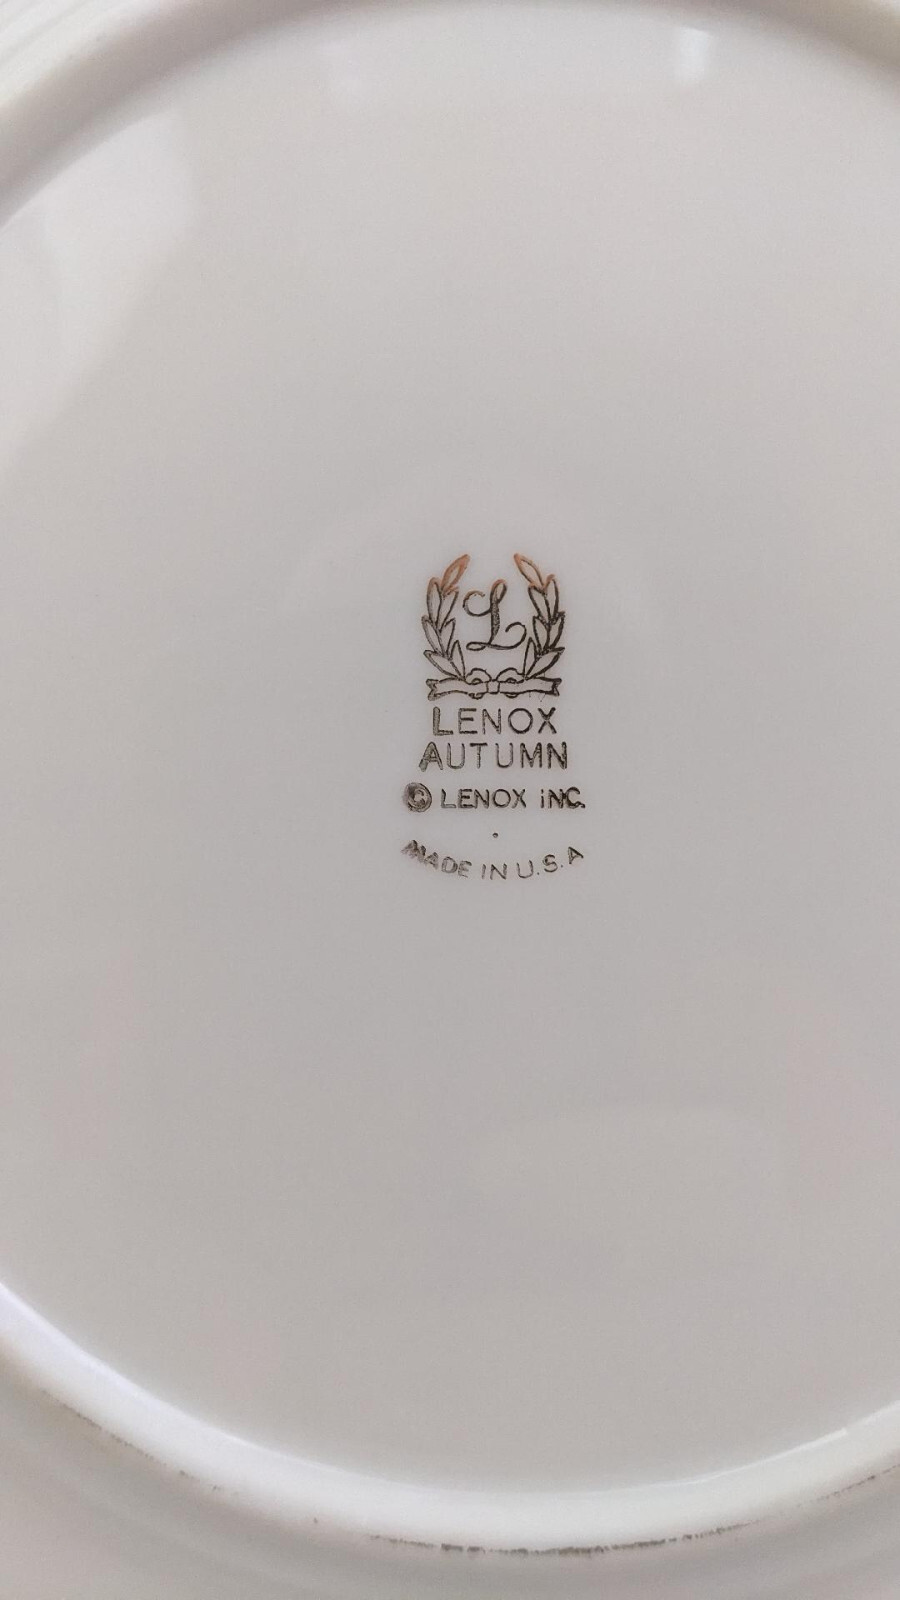 L
LENOX
AUTUMN
© LENOX INC.
MADE IN U.S.A